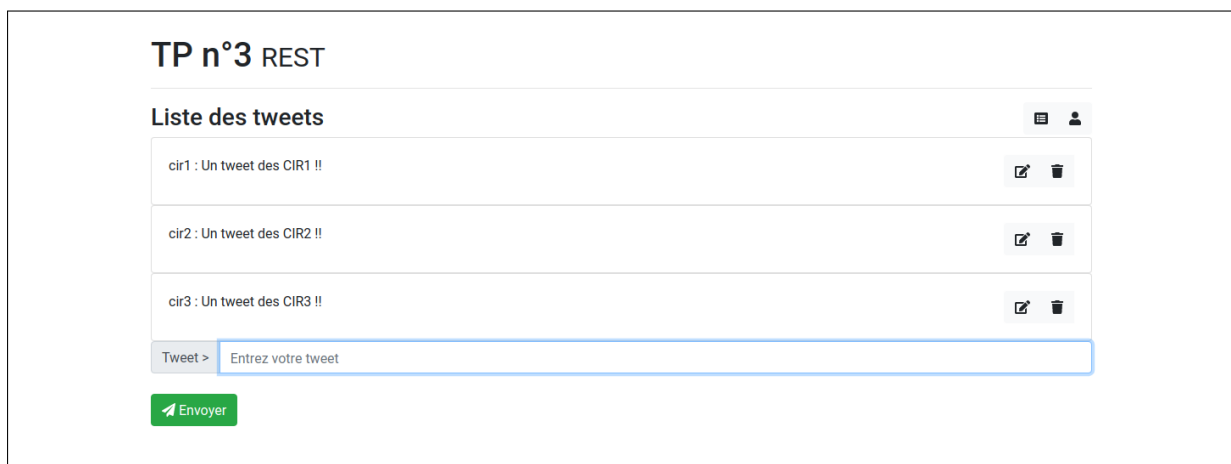 TP n°3 REST
Liste des tweets
cir1 : Un tweet des CIR1 !!
cir2 : Un tweet des CIR2 !!
cir3 : Un tweet des CIR3 !!
Tweet > Entrez votre tweet
Envoyer